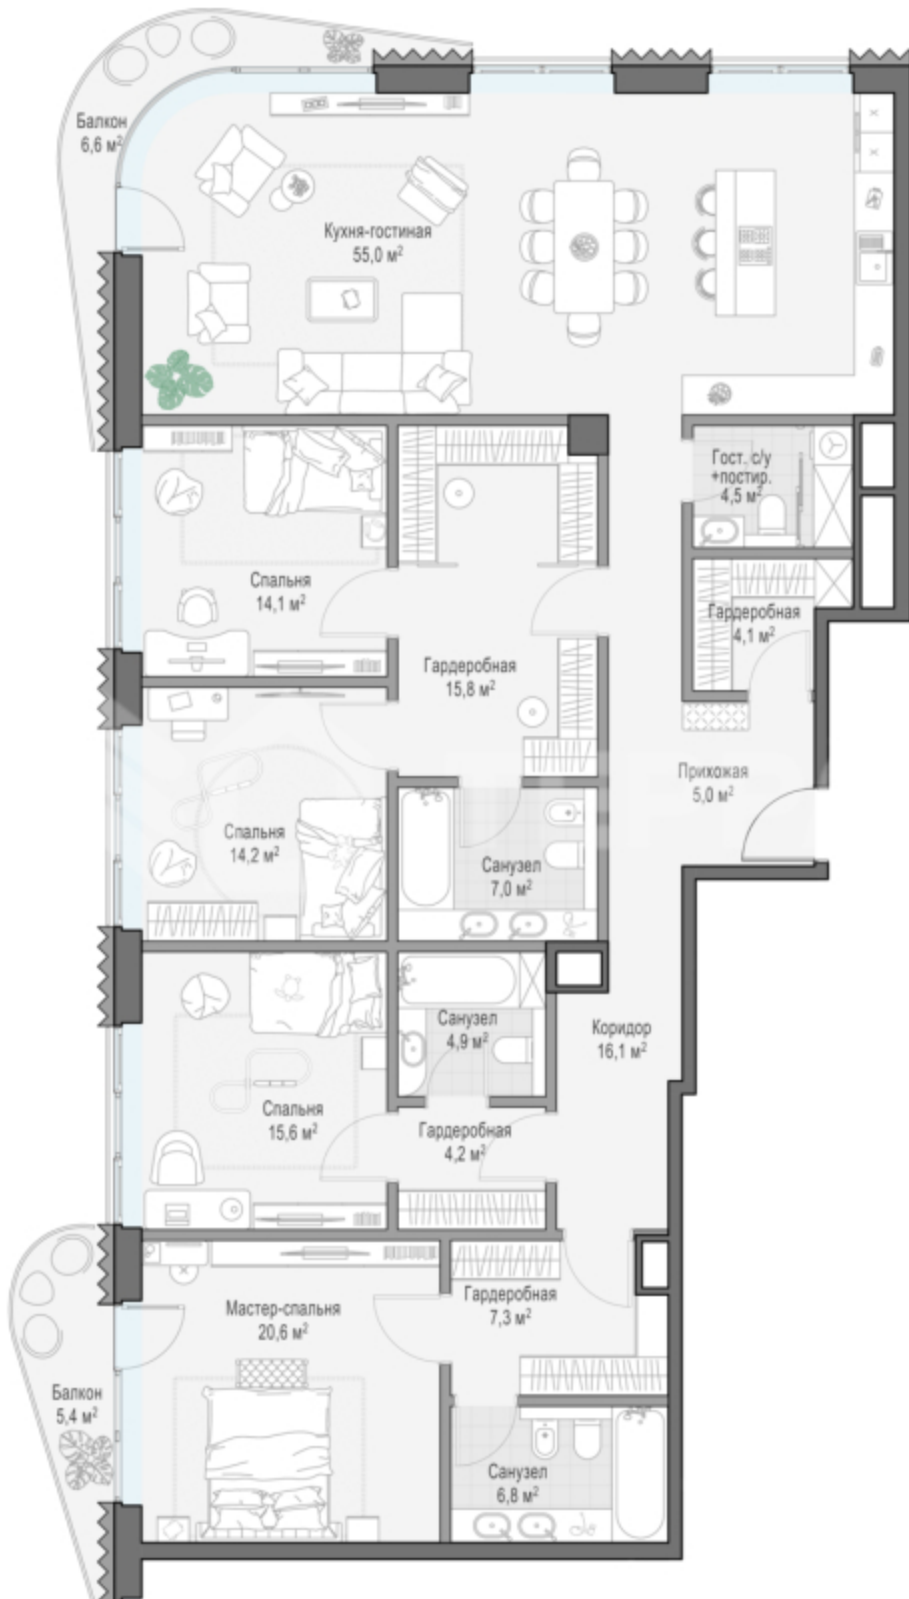 Балкон
6,6 м²
Кухня-гостиная
55,0 м²
Гост. с/у
+постир.
4,5 м²
Спальня
14,1 м²
Гардеробная
4,1 м²
Гардеробная
15,8 м²
Прихожая
5,0 м²
Спальня
14,2 м²
Санузел
7,0 м²
Санузел
4,9 м²
Коридор
16,1 м²
Спальня
15,6 м²
Гардеробная
4,2 м²
Мастер-спальня
20,6 м²
Гардеробная
7,3 м²
Балкон
5,4 м²
Санузел
6,8 м²